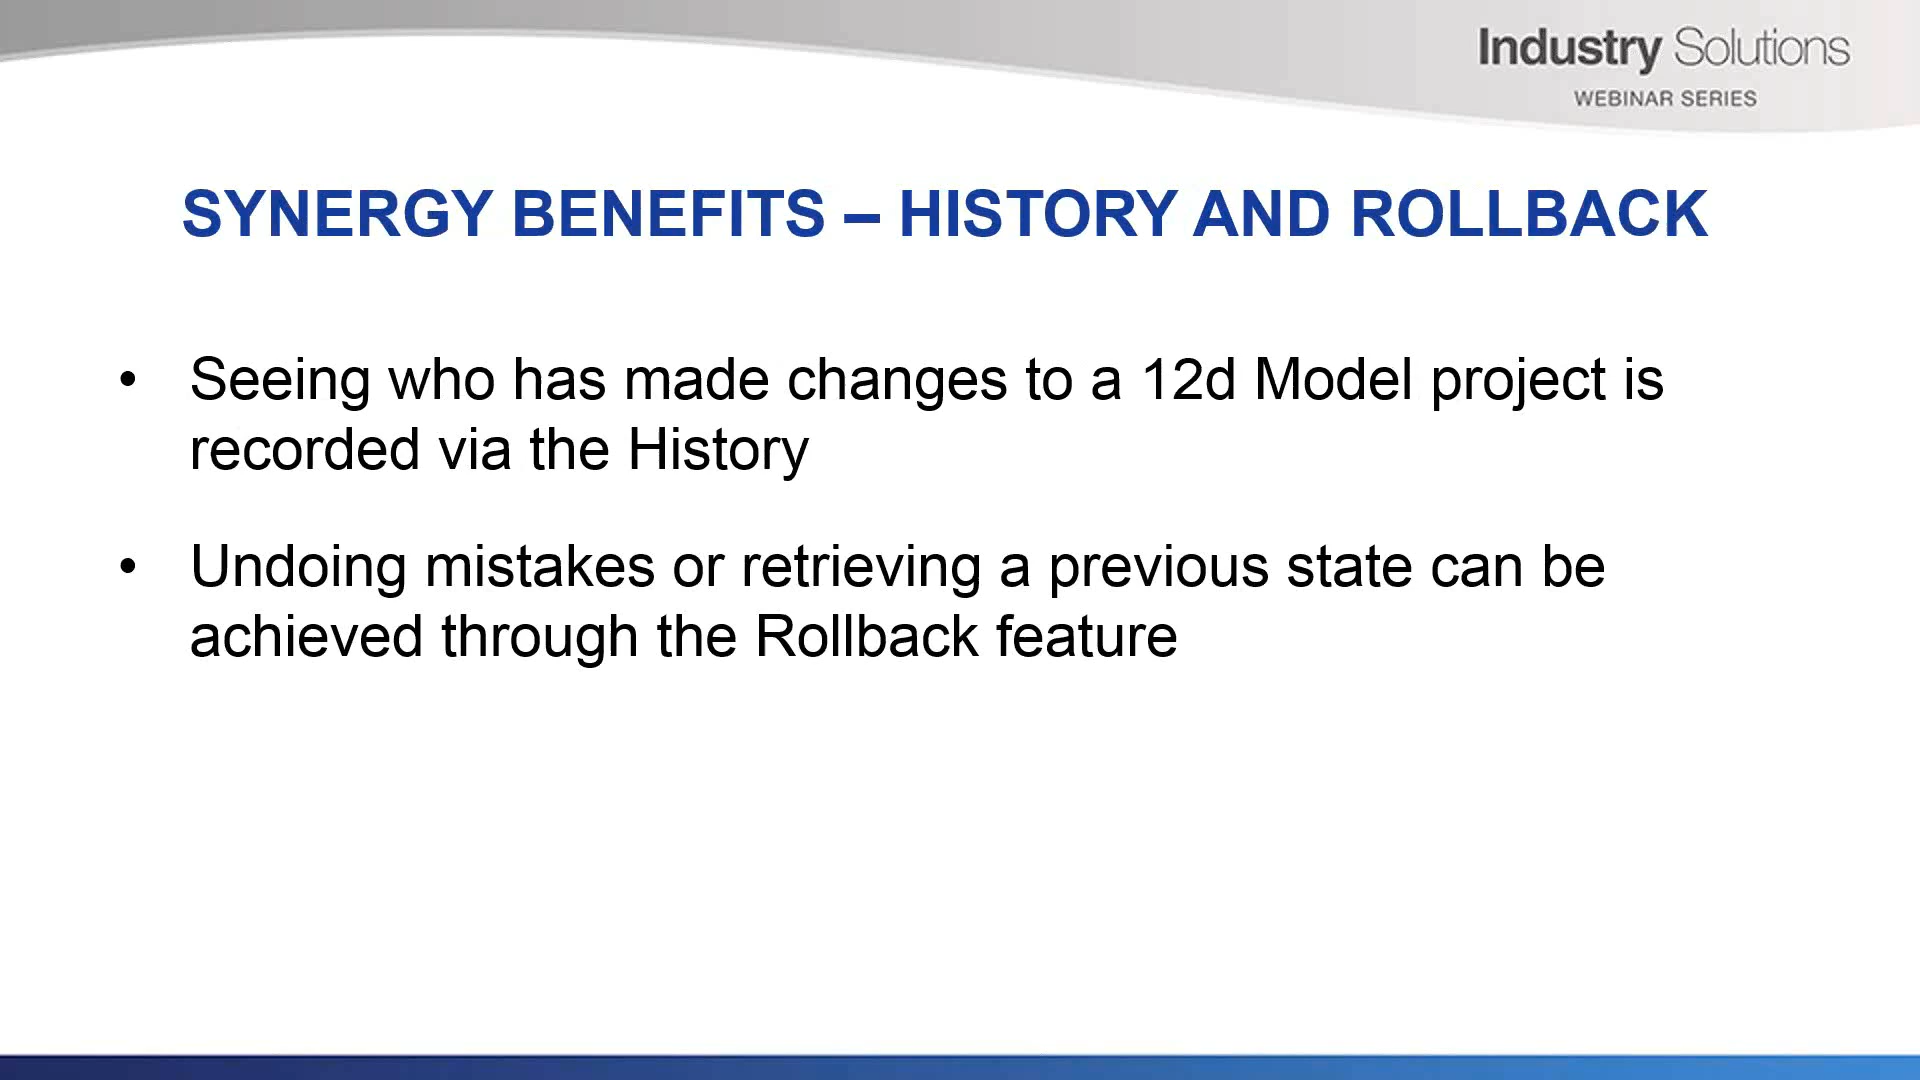 Industry Solutions
WEBINAR SERIES
SYNERGY BENEFITS – HISTORY AND ROLLBACK
• Seeing who has made changes to a 12d Model project is
recorded via the History
• Undoing mistakes or retrieving a previous state can be
achieved through the Rollback feature